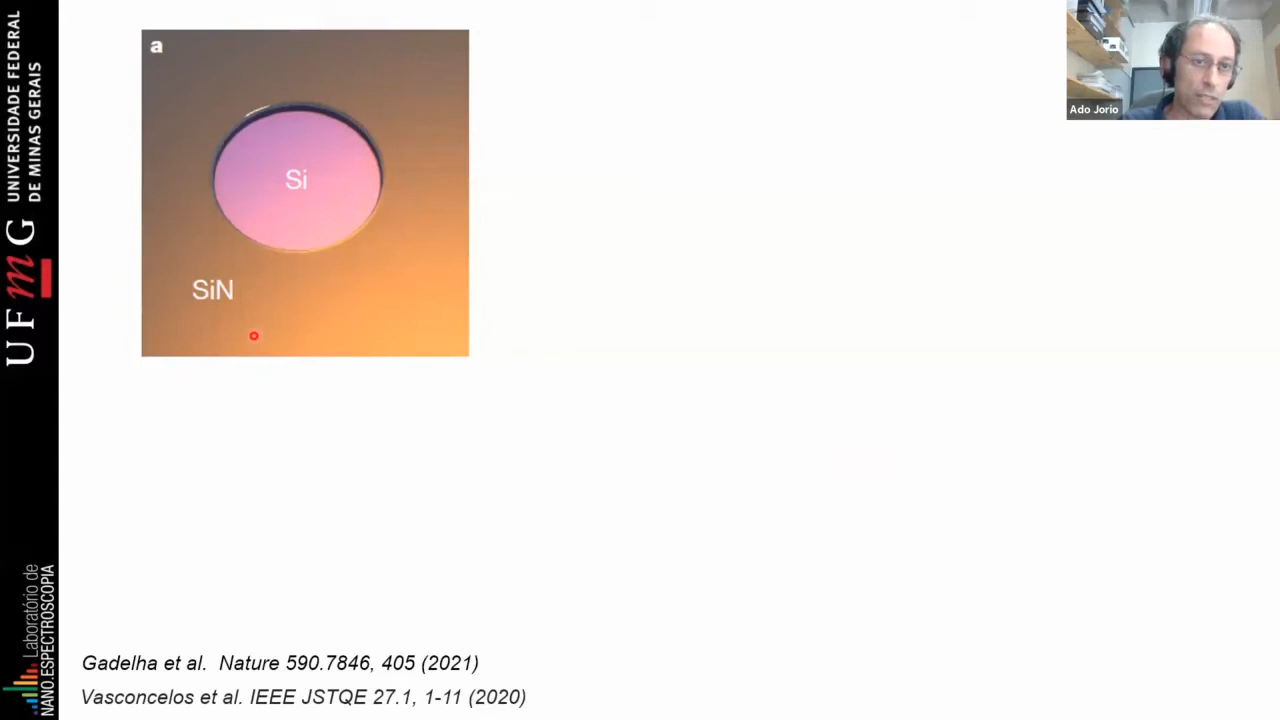 UNIVERSIDADE FEDERAL
DE MINAS GERAIS
UFmG
Laboratório de
NANO.ESPECTROSCOPIA
a
Si
SiN
Ado Jorio
Gadelha et al. Nature 590.7846, 405 (2021)
Vasconcelos et al. IEEE JSTQE 27.1, 1-11 (2020)